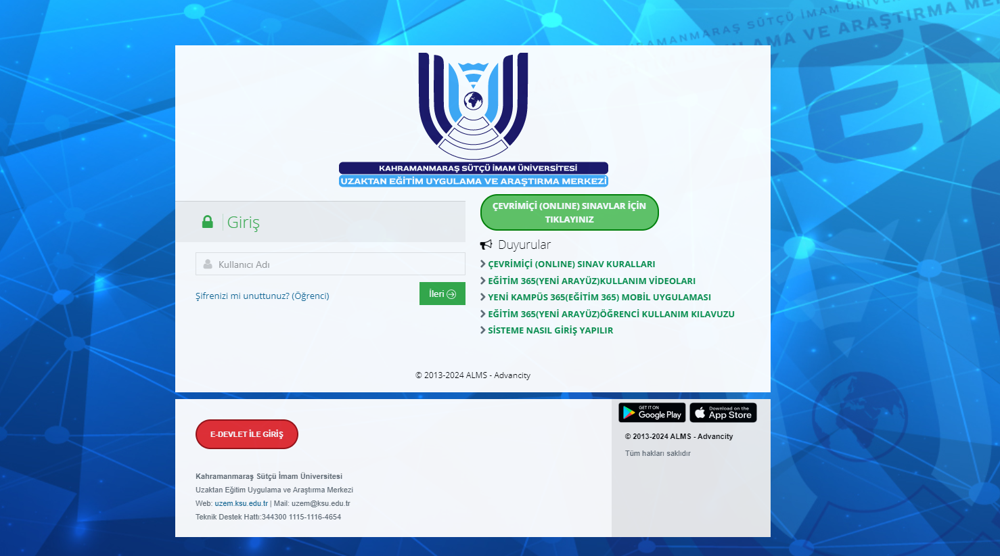 KAHRAMANMARAŞ SÜTÇÜ İMAM ÜNİVERSİTESİ
UZAKTAN EĞİTİM UYGULAMA VE ARAŞTIRMA MERKEZİ
Giriş
Kullanıcı Adı
Şifrenizi mi unuttunuz? (Öğrenci)
İleri
ÇEVRİMİÇİ (ONLINE) SINAVLAR İÇİN
TIKLAYINIZ
Duyurular
ÇEVRİMİÇİ (ONLINE) SINAV KURALLARI
EĞİTİM 365(YENİ ARAYÜZ)KULLANIM VİDEOLARI
YENİ KAMPÜS 365(EĞİTİM 365) MOBİL UYGULAMASI
EĞİTİM 365(YENİ ARAYÜZ)ÖĞRENCİ KULLANIM KILAVUZU
SİSTEME NASIL GİRİŞ YAPILIR
© 2013-2024 ALMS - Advancity
E-DEVLET İLE GİRİŞ
Kahramanmaraş Sütçü İmam Üniversitesi
Uzaktan Eğitim Uygulama ve Araştırma Merkezi
Web: uzem.ksu.edu.tr | Mail: uzem@ksu.edu.tr
Teknik Destek Hattı:344300 1115-1116-4654
GET IT ON
Google Play
Download on the
App Store
© 2013-2024 ALMS - Advancity
Tüm hakları saklıdır